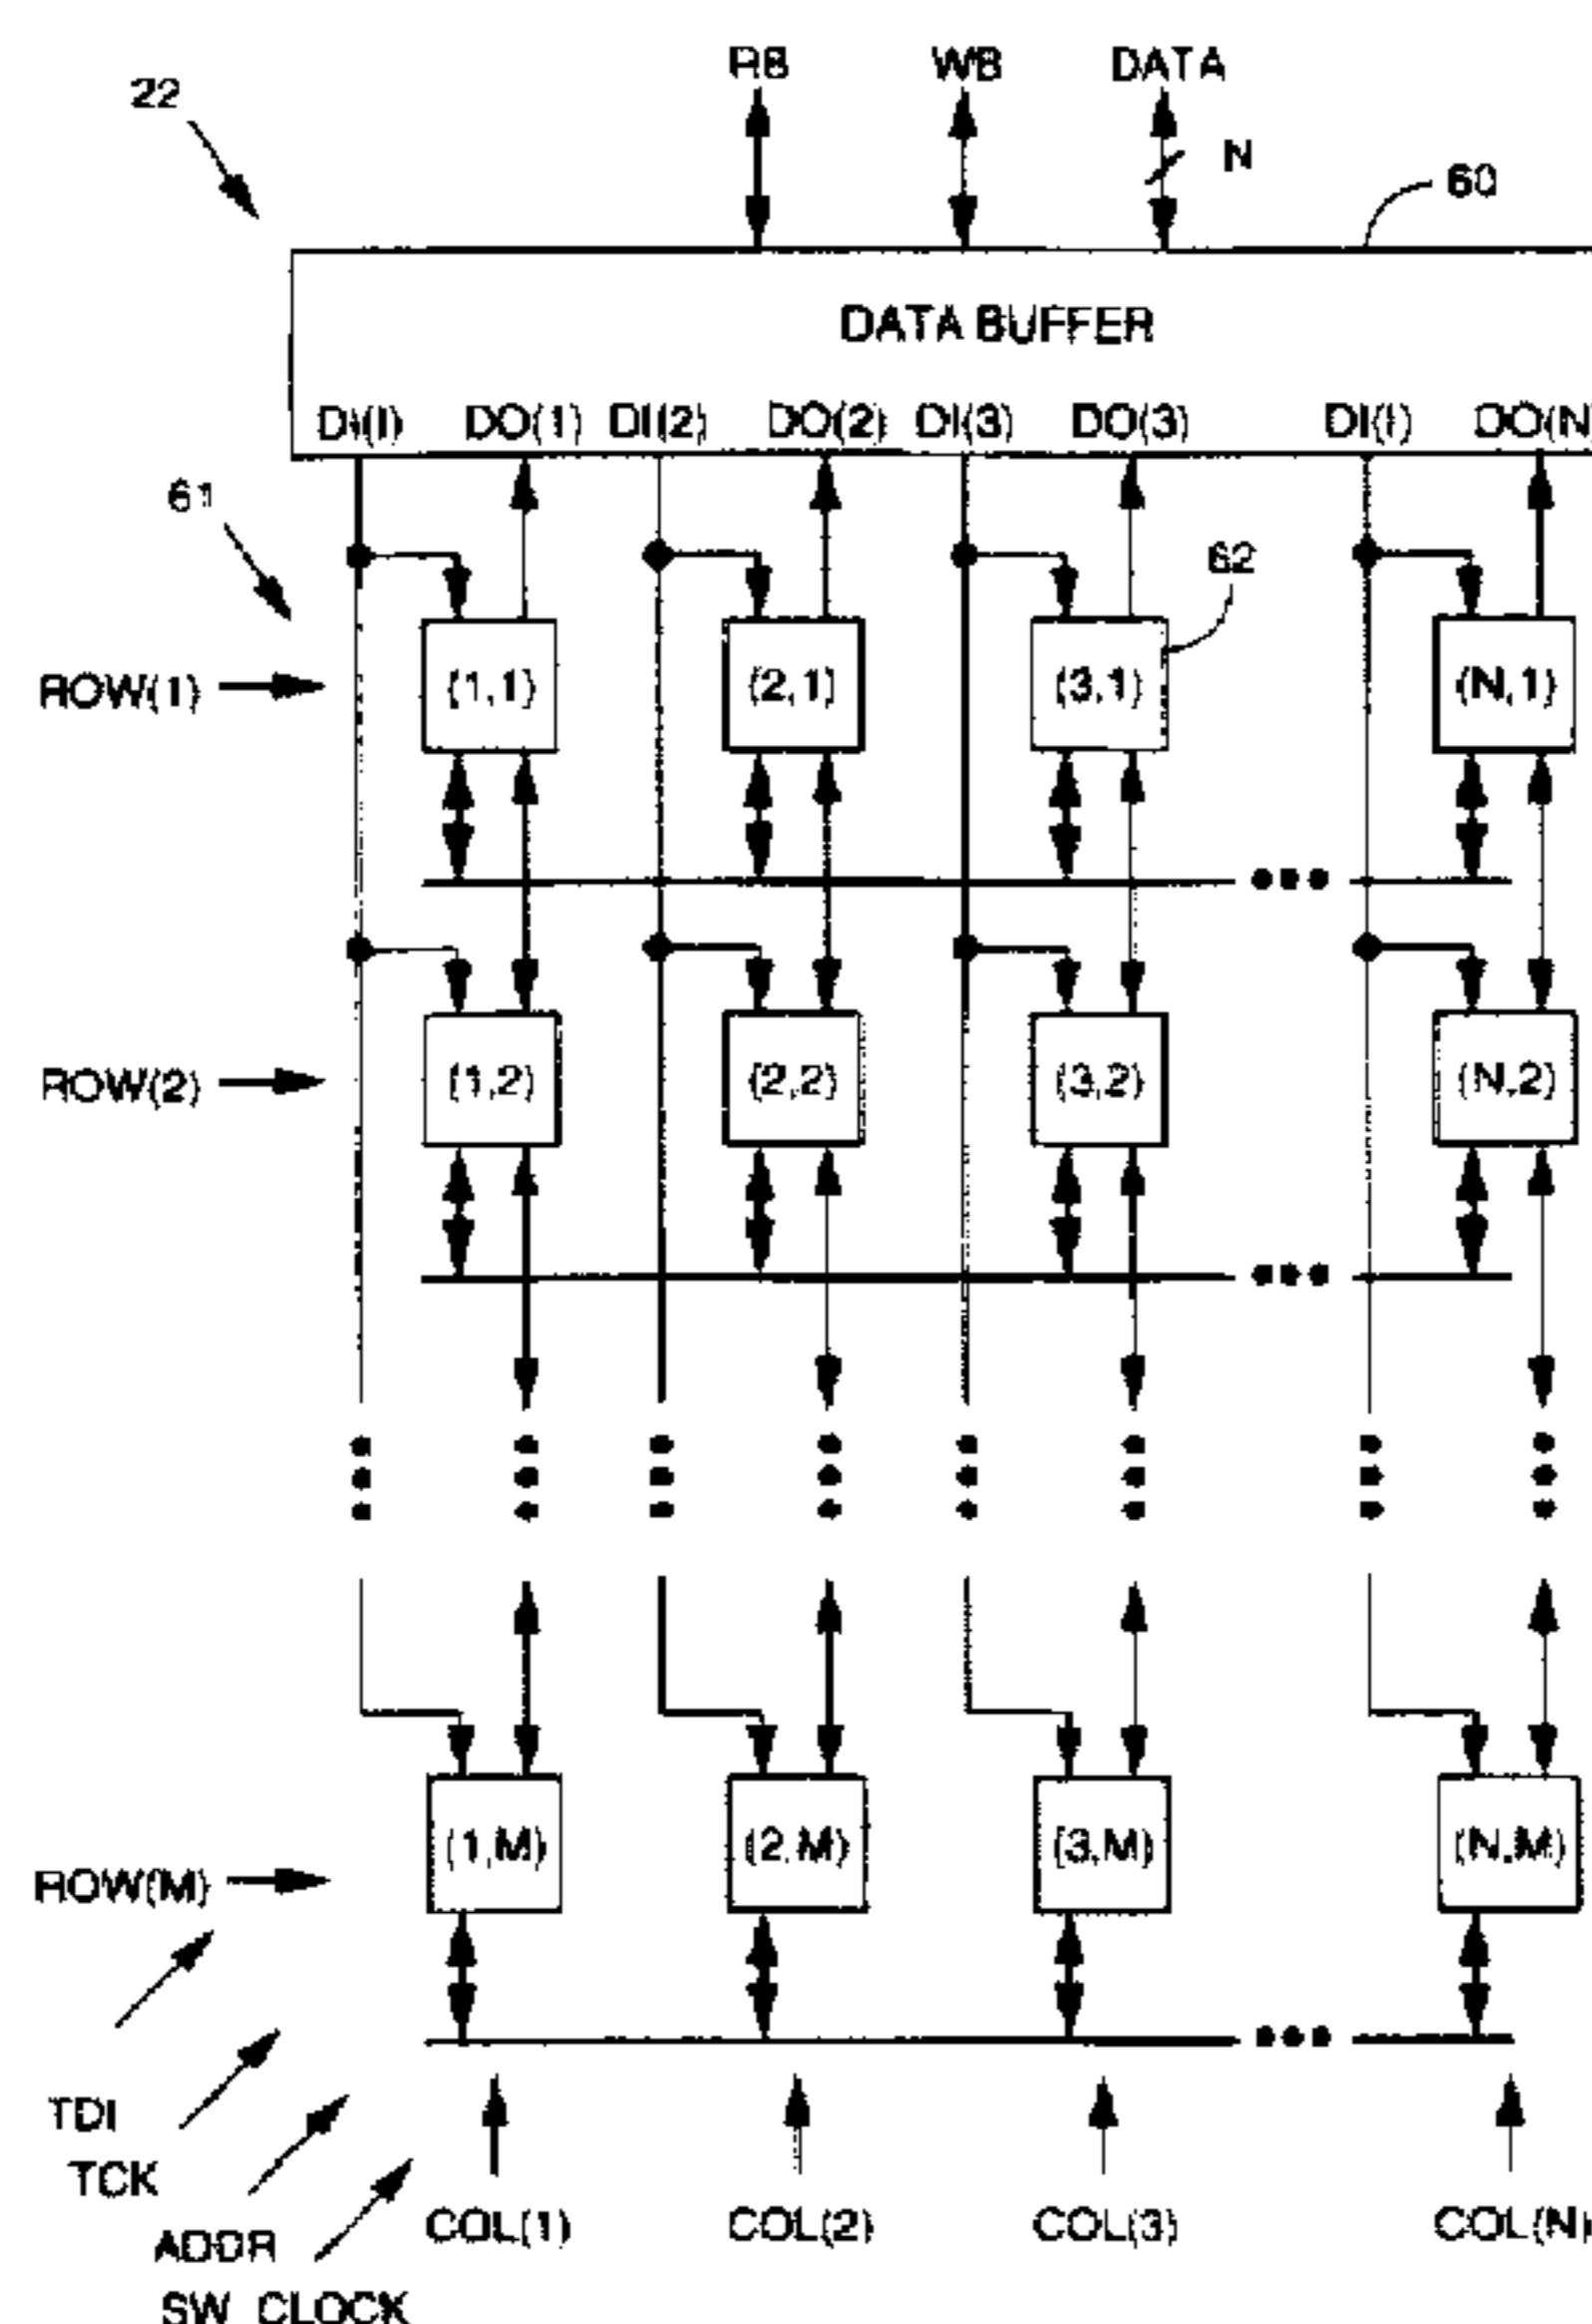 RB WB DATA
22
N
60
DATA BUFFER
DI(I) DO(1) DI(2) DO(2) DI(3) DO(3) DI(I) DO(N)
61
62
ROW(1) (1,1) (2,1) (3,1) (N,1)
ROW(2) (1,2) (2,2) (3,2) (N,2)
ROW(M) (1,M) (2,M) (3,M) (N,M)
TDI
TCK
ADDR
SW CLOCK
COL(1) COL(2) COL(3) COL(N)